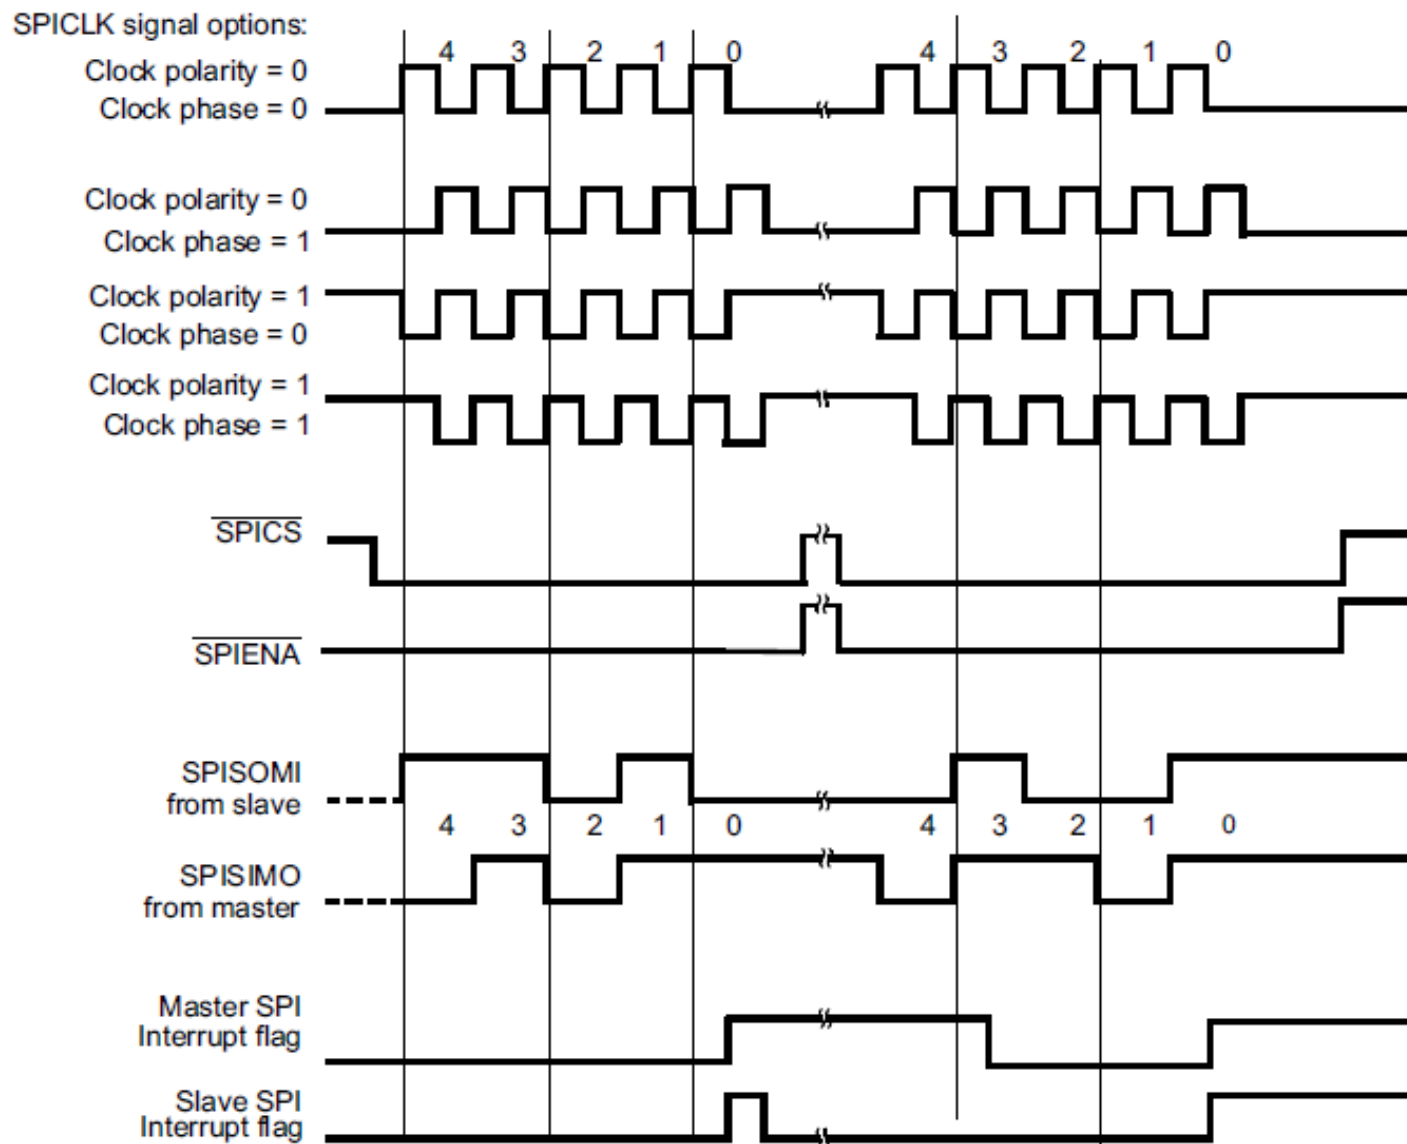 SPICLK signal options:
4 3 2 1 0 4 3 2 1 0
Clock polarity = 0
Clock phase = 0
Clock polarity = 0
Clock phase = 1
Clock polarity = 1
Clock phase = 0
Clock polarity = 1
Clock phase = 1
SPICS
SPIENA
SPISOMI
from slave
4 3 2 1 0 4 3 2 1 0
SPISIMO
from master
Master SPI
Interrupt flag
Slave SPI
Interrupt flag